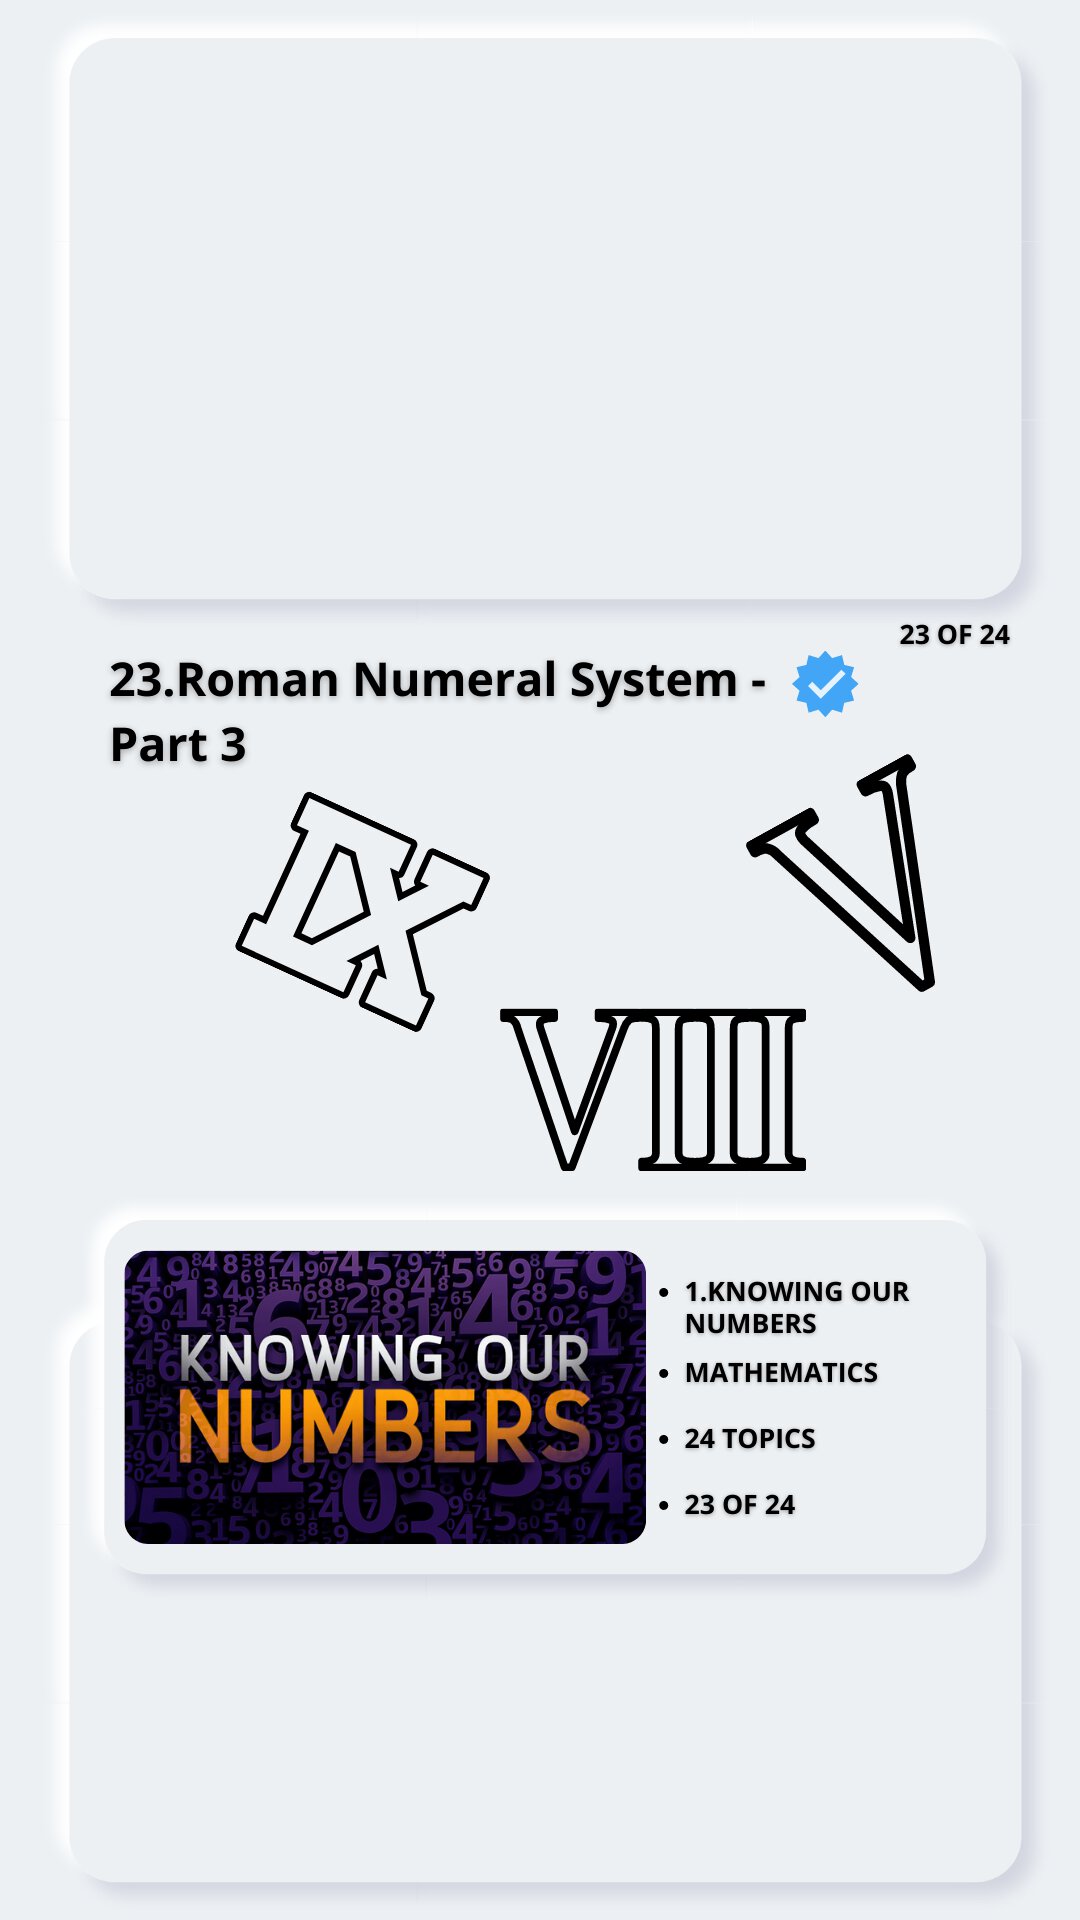 23 OF 24
23.Roman Numeral System -
Part 3
IX
V
VIII
KNOWING OUR
NUMBERS
1.KNOWING OUR
NUMBERS
MATHEMATICS
24 TOPICS
23 OF 24